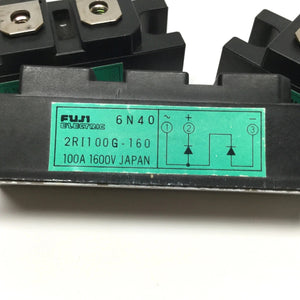 FUJI ELECTRIC 6N40
2RI100G-160
100A 1600V JAPAN
~ + −
1 2 3